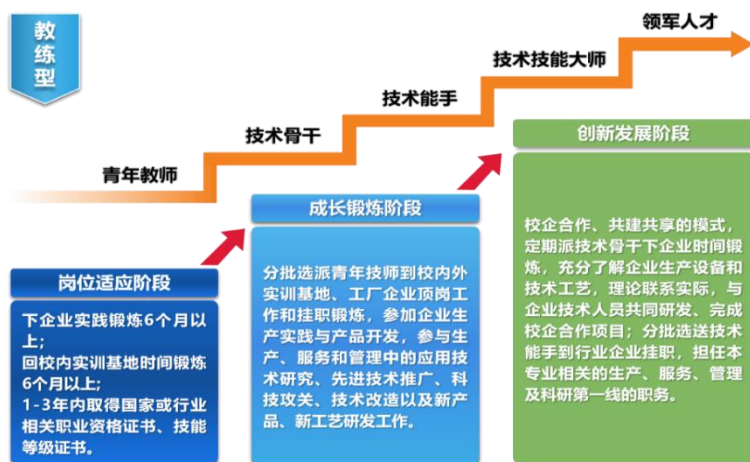 教
练
型
领军人才
技术技能大师
技术能手
技术骨干
青年教师
岗位适应阶段
下企业实践锻炼6个月以
上；
回校内实训基地时间锻炼
6个月以上；
1-3年内取得国家或行业
相关职业资格证书、技能
等级证书。
成长锻炼阶段
分批选派青年技师到校内外
实训基地、工厂企业顶岗工
作和挂职锻炼，参加企业生
产实践与产品开发，参与生
产、服务和管理中的应用技
术研究、先进技术推广、科
技攻关、技术改造以及新产
品、新工艺研发工作。
创新发展阶段
校企合作、共建共享的模式，
定期派技术骨干下企业时间锻
炼，充分了解企业生产设备和
技术工艺，理论联系实际，与
企业技术人员共同研发、完成
校企合作项目；分批选送技术
能手到行业企业挂职，担任本
专业相关的生产、服务、管理
及科研第一线的职务。